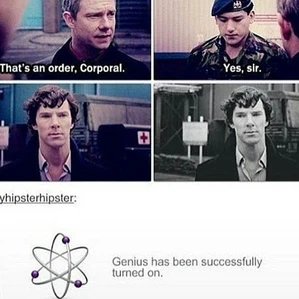 That's an order, Corporal.
Yes, sir.
yhipsterhipster:
Genius has been successfully
turned on.